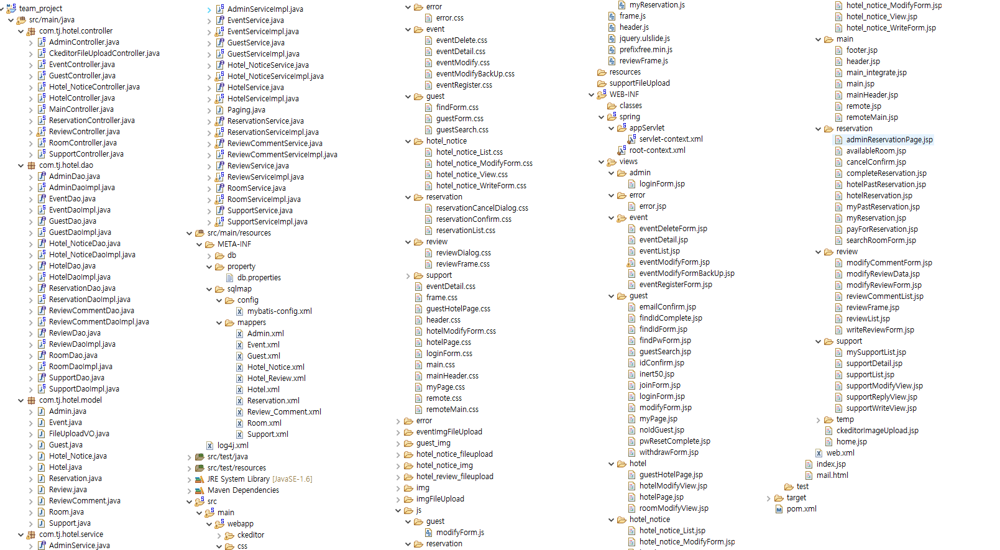 team_project
src/main/java
com.tj.hotel.controller
AdminController.java
CkeditorFileUploadController.java
EventController.java
GuestController.java
Hotel_NoticeController.java
HotelController.java
MainController.java
ReservationController.java
ReviewController.java
RoomController.java
SupportController.java
com.tj.hotel.dao
AdminDao.java
AdminDaoImpl.java
EventDao.java
EventDaoImpl.java
GuestDao.java
GuestDaoImpl.java
Hotel_NoticeDao.java
Hotel_NoticeDaoImpl.java
HotelDao.java
HotelDaoImpl.java
ReservationDao.java
ReservationDaoImpl.java
ReviewCommentDao.java
ReviewCommentDaoImpl.java
ReviewDao.java
ReviewDaoImpl.java
RoomDao.java
RoomDaoImpl.java
SupportDao.java
SupportDaoImpl.java
com.tj.hotel.model
Admin.java
Event.java
FileUploadVO.java
Guest.java
Hotel_Notice.java
Hotel.java
Reservation.java
Review.java
ReviewComment.java
Room.java
Support.java
com.tj.hotel.service
AdminService.java
AdminServiceImpl.java
EventService.java
EventServiceImpl.java
GuestService.java
GuestServiceImpl.java
Hotel_NoticeService.java
Hotel_NoticeServiceImpl.java
HotelService.java
HotelServiceImpl.java
Paging.java
ReservationService.java
ReservationServiceImpl.java
ReviewCommentService.java
ReviewCommentServiceImpl.java
ReviewService.java
ReviewServiceImpl.java
RoomService.java
RoomServiceImpl.java
SupportService.java
SupportServiceImpl.java
src/main/resources
META-INF
db
property
db.properties
sqlmap
config
mybatis-config.xml
mappers
Admin.xml
Event.xml
Guest.xml
Hotel_Notice.xml
Hotel_Review.xml
Hotel.xml
Reservation.xml
Review_Comment.xml
Room.xml
Support.xml
log4j.xml
src/test/java
src/test/resources
JRE System Library [JavaSE-1.6]
Maven Dependencies
src
main
webapp
ckeditor
css
error
error.css
event
eventDelete.css
eventDetail.css
eventModify.css
eventModifyBackUp.css
eventRegister.css
guest
findForm.css
guestForm.css
guestSearch.css
hotel_notice
hotel_notice_List.css
hotel_notice_ModifyForm.css
hotel_notice_View.css
hotel_notice_WriteForm.css
reservation
reservationCancelDialog.css
reservationConfirm.css
reservationList.css
review
reviewDialog.css
reviewFrame.css
support
eventDetail.css
frame.css
guestHotelPage.css
header.css
hotelModifyForm.css
hotelPage.css
loginForm.css
main.css
mainHeader.css
myPage.css
remote.css
remoteMain.css
error
eventImgFileUpload
guest_img
hotel_notice_fileupload
hotel_notice_img
hotel_review_fileupload
img
imgFileUpload
js
guest
modifyForm.js
reservation
myReservation.js
frame.js
header.js
jquery.ulslide.js
prefixfree.min.js
reviewFrame.js
resources
supportFileUpload
WEB-INF
classes
spring
appServlet
servlet-context.xml
root-context.xml
views
admin
loginForm.jsp
error
error.jsp
event
eventDeleteForm.jsp
eventDetail.jsp
eventList.jsp
eventModifyForm.jsp
eventModifyFormBackUp.jsp
eventRegisterForm.jsp
guest
emailConfirm.jsp
findIdComplete.jsp
findIdForm.jsp
findPwForm.jsp
guestSearch.jsp
idConfirm.jsp
inert50.jsp
joinForm.jsp
loginForm.jsp
modifyForm.jsp
myPage.jsp
noIdGuest.jsp
pwResetComplete.jsp
withdrawForm.jsp
hotel
guestHotelPage.jsp
hotelModifyView.jsp
hotelPage.jsp
roomModifyView.jsp
hotel_notice
hotel_notice_List.jsp
hotel_notice_ModifyForm.jsp
hotel_notice_ModifyForm.jsp
hotel_notice_View.jsp
hotel_notice_WriteForm.jsp
main
footer.jsp
header.jsp
main_integrate.jsp
main.jsp
mainHeader.jsp
remote.jsp
remoteMain.jsp
reservation
adminReservationPage.jsp
availableRoom.jsp
cancelConfirm.jsp
completeReservation.jsp
hotelPastReservation.jsp
hotelReservation.jsp
myPastReservation.jsp
myReservation.jsp
payForReservation.jsp
searchRoomForm.jsp
review
modifyCommentForm.jsp
modifyReviewData.jsp
modifyReviewForm.jsp
reviewCommentList.jsp
reviewFrame.jsp
reviewList.jsp
writeReviewForm.jsp
support
mySupportList.jsp
supportDetail.jsp
supportList.jsp
supportModifyView.jsp
supportReplyView.jsp
supportWriteView.jsp
temp
ckeditorImageUpload.jsp
home.jsp
web.xml
index.jsp
mail.html
test
target
pom.xml